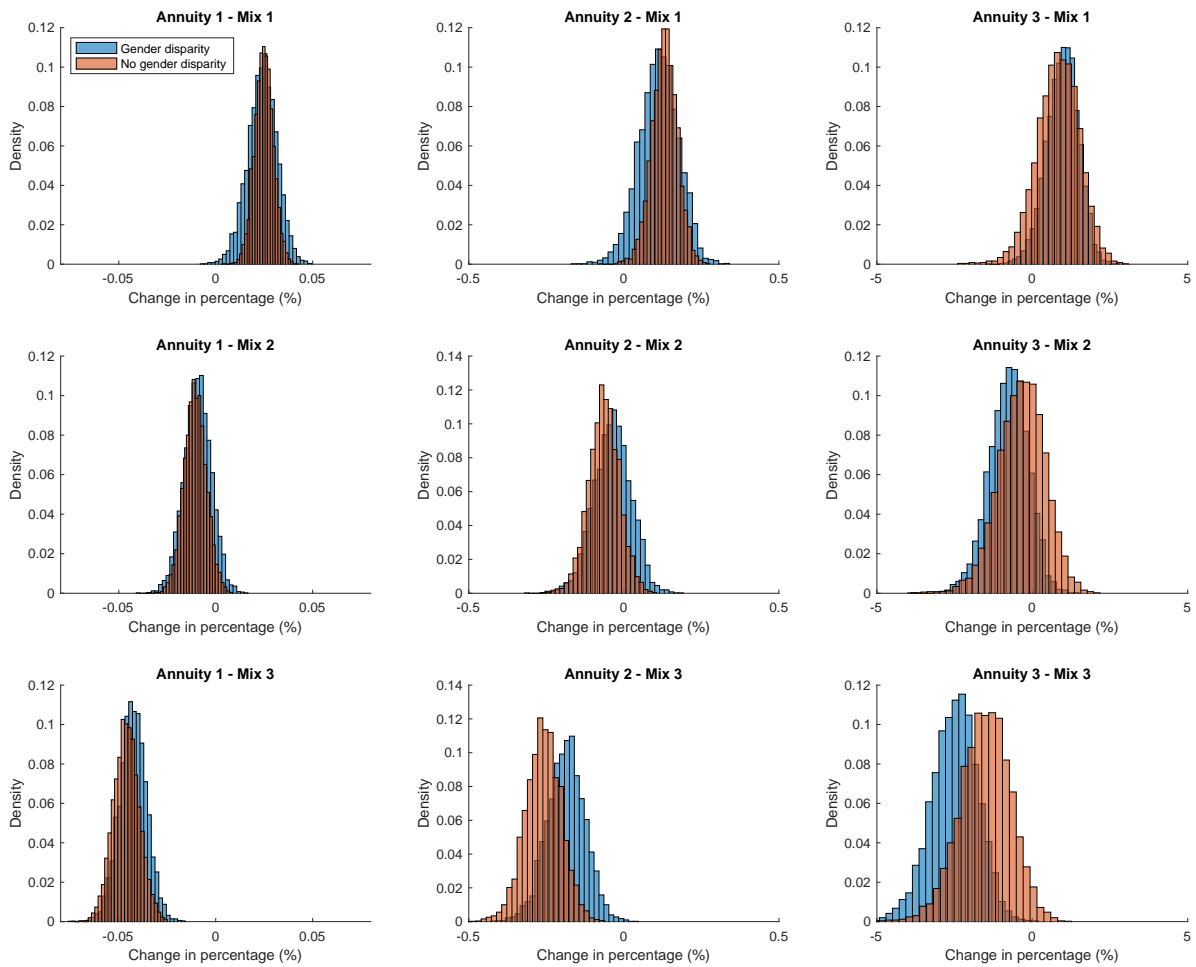 Annuity 1 - Mix 1
0.12
0.1
0.08
0.06
0.04
0.02
0
Density
Gender disparity
No gender disparity
-0.05 0 0.05
Change in percentage (%)
Annuity 2 - Mix 1
0.12
0.1
0.08
0.06
0.04
0.02
0
Density
-0.5 0 0.5
Change in percentage (%)
Annuity 3 - Mix 1
0.12
0.1
0.08
0.06
0.04
0.02
0
Density
-5 0 5
Change in percentage (%)
Annuity 1 - Mix 2
0.12
0.1
0.08
0.06
0.04
0.02
0
Density
-0.05 0 0.05
Change in percentage (%)
Annuity 2 - Mix 2
0.14
0.12
0.1
0.08
0.06
0.04
0.02
0
Density
-0.5 0 0.5
Change in percentage (%)
Annuity 3 - Mix 2
0.12
0.1
0.08
0.06
0.04
0.02
0
Density
-5 0 5
Change in percentage (%)
Annuity 1 - Mix 3
0.12
0.1
0.08
0.06
0.04
0.02
0
Density
-0.05 0 0.05
Change in percentage (%)
Annuity 2 - Mix 3
0.14
0.12
0.1
0.08
0.06
0.04
0.02
0
Density
-0.5 0 0.5
Change in percentage (%)
Annuity 3 - Mix 3
0.12
0.1
0.08
0.06
0.04
0.02
0
Density
-5 0 5
Change in percentage (%)